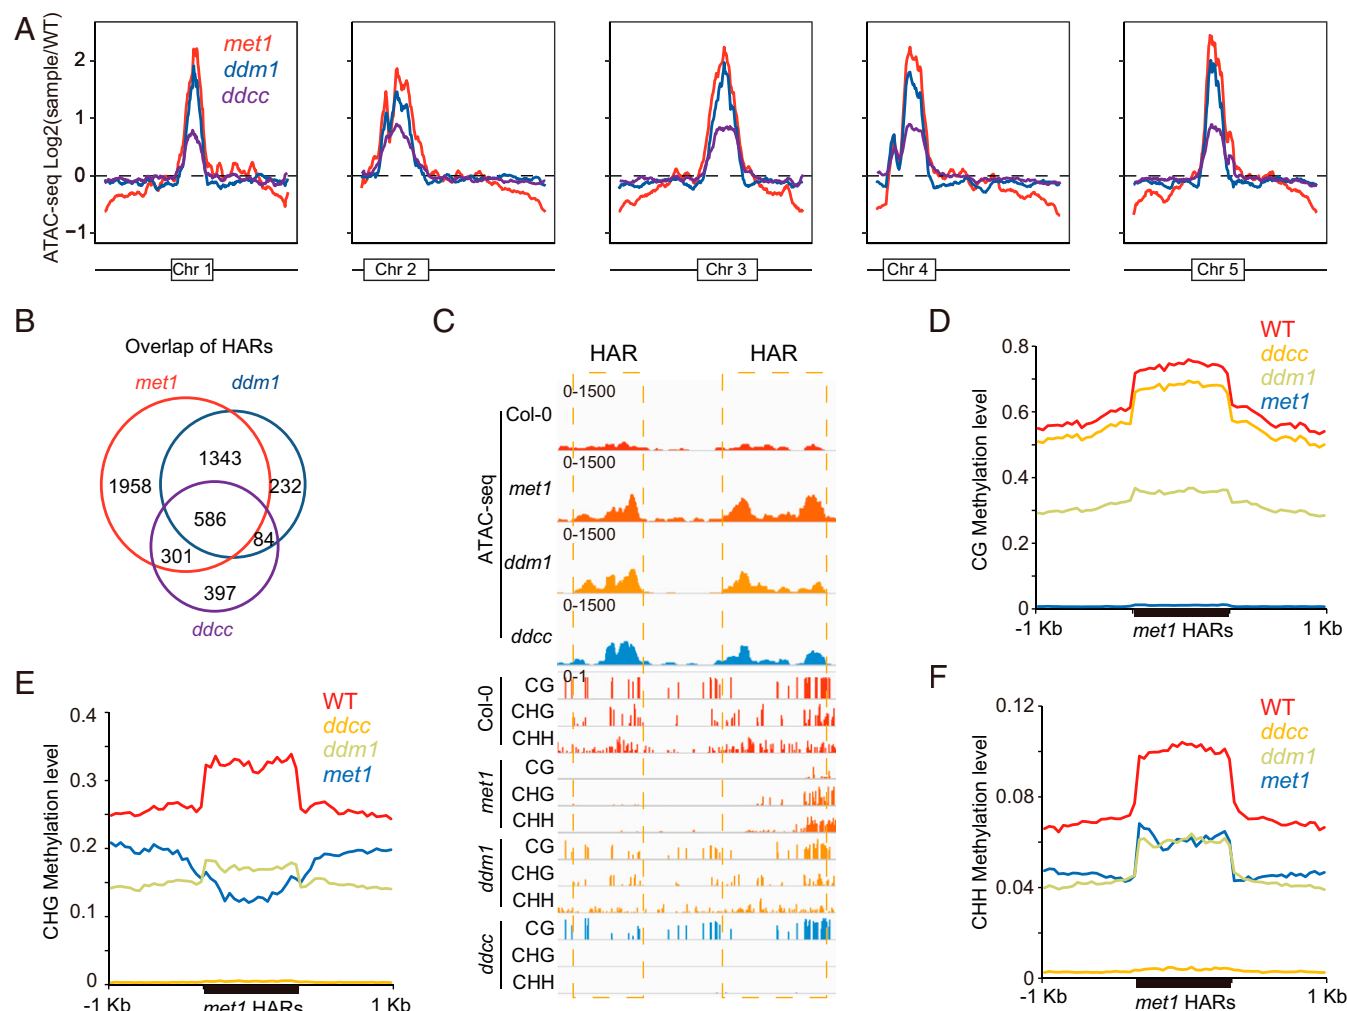 A
ATAC-seq Log2(sample/WT)
2
1
0
−1
met1
ddm1
ddcc
Chr 1
Chr 2
Chr 3
Chr 4
Chr 5
B
Overlap of HARs
met1
ddm1
1343
1958
232
586
84
301
397
ddcc
C
HAR
HAR
ATAC-seq
0-1500
Col-0
0-1500
met1
0-1500
ddm1
0-1500
ddcc
0-1
Col-0
CG
CHG
CHH
met1
CG
CHG
CHH
ddm1
CG
CHG
CHH
ddcc
CG
CHG
CHH
D
WT
ddcc
ddm1
met1
CG Methylation level
0.8
0.6
0.4
0.2
0
-1 Kb
met1 HARs
1 Kb
E
WT
ddcc
ddm1
met1
CHG Methylation level
0.4
0.3
0.2
0.1
0
-1 Kb
met1 HARs
1 Kb
F
WT
ddcc
ddm1
met1
CHH Methylation level
0.12
0.08
0.04
0
-1 Kb
met1 HARs
1 Kb